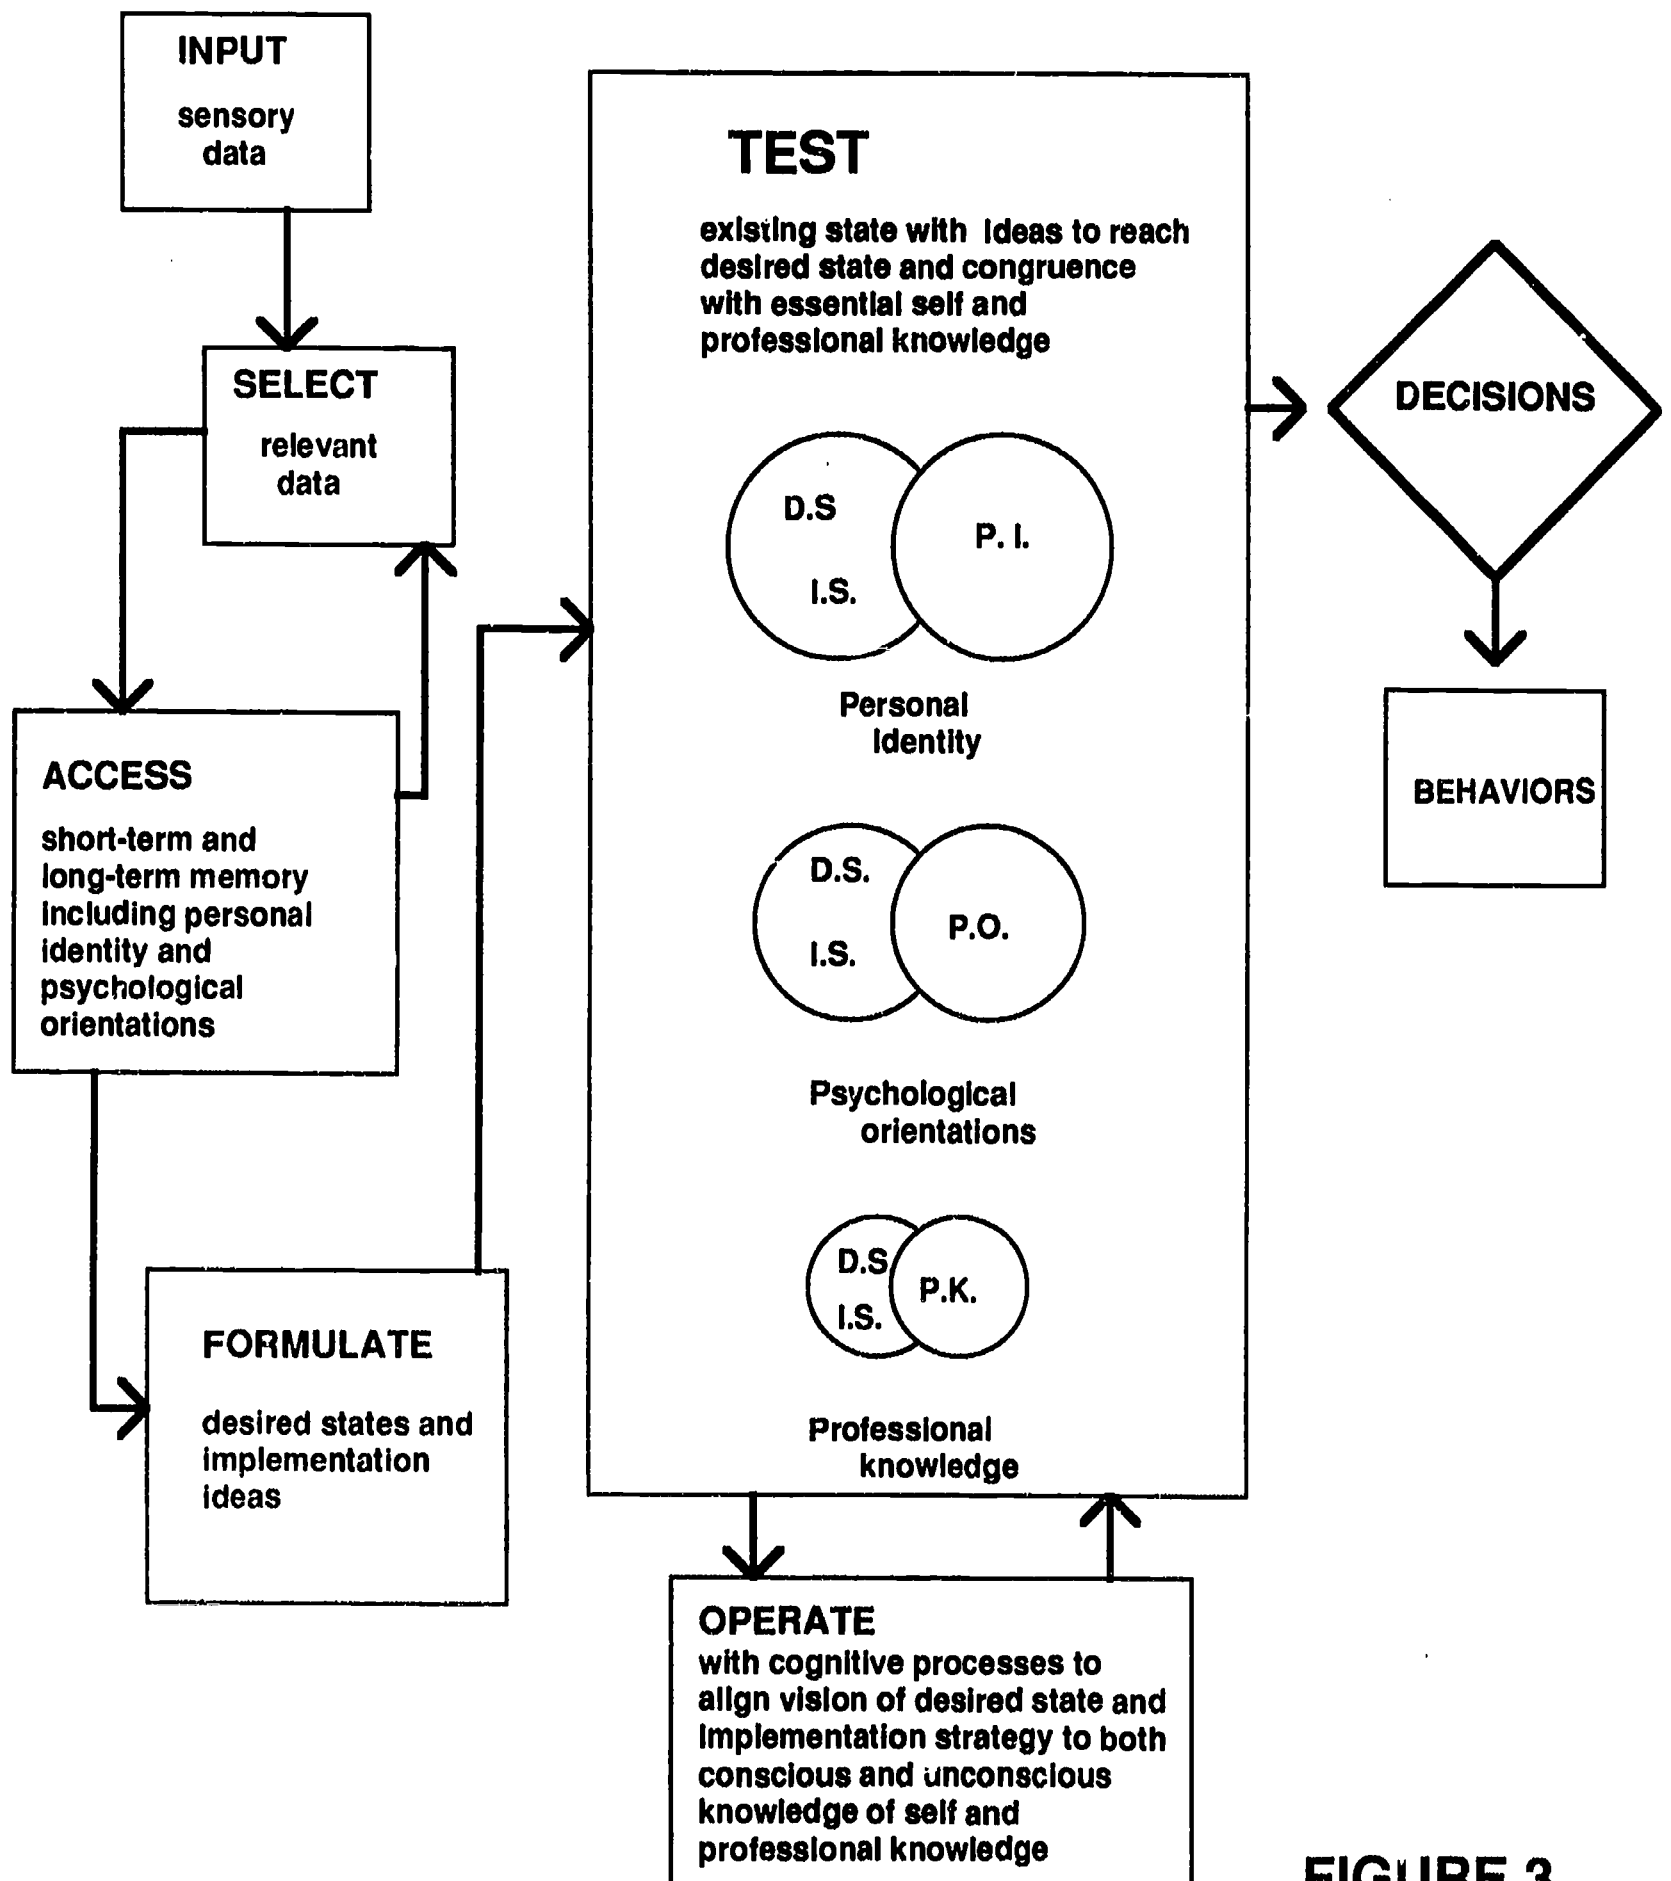 INPUT
sensory
data
SELECT
relevant
data
ACCESS
short-term and
long-term memory
including personal
identity and
psychological
orientations
FORMULATE
desired states and
implementation
ideas
TEST
existing state with ideas to reach
desired state and congruence
with essential self and
professional knowledge
D.S
I.S.
P. I.
Personal
Identity
D.S.
I.S.
P.O.
Psychological
orientations
D.S
I.S.
P.K.
Professional
knowledge
OPERATE
with cognitive processes to
align vision of desired state and
implementation strategy to both
conscious and unconscious
knowledge of self and
professional knowledge
DECISIONS
BEHAVIORS
FIGURE 3